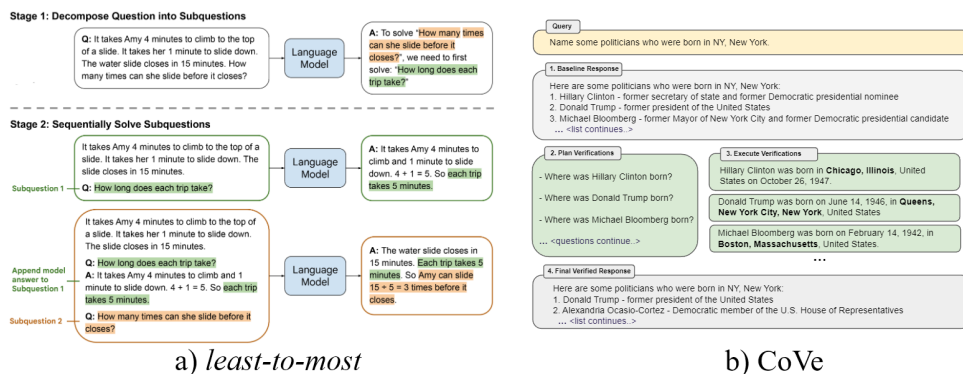 Stage 1: Decompose Question into Subquestions
Q: It takes Amy 4 minutes to climb to the top
of a slide. It takes her 1 minute to slide down.
The water slide closes in 15 minutes. How
many times can she slide before it closes?
Language
Model
A: To solve “How many times
can she slide before it
closes?”, we need to first
solve: “How long does each
trip take?”
Stage 2: Sequentially Solve Subquestions
It takes Amy 4 minutes to climb to the top of a
slide. It takes her 1 minute to slide down. The
slide closes in 15 minutes.
Subquestion 1
Q: How long does each trip take?
Language
Model
A: It takes Amy 4 minutes to
climb and 1 minute to slide
down. 4 + 1 = 5. So each trip
takes 5 minutes.
It takes Amy 4 minutes to climb to the top of
a slide. It takes her 1 minute to slide down.
The slide closes in 15 minutes.
Append model
answer to
Subquestion 1
Q: How long does each trip take?
A: It takes Amy 4 minutes to climb and 1
minute to slide down. 4 + 1 = 5. So each trip
takes 5 minutes.
Subquestion 2
Q: How many times can she slide before it
closes?
Language
Model
A: The water slide closes in
15 minutes. Each trip takes 5
minutes. So Amy can slide
15 ÷ 5 = 3 times before it
closes.
a) least-to-most
Query
Name some politicians who were born in NY, New York.
1. Baseline Response
Here are some politicians who were born in NY, New York:
1. Hillary Clinton - former secretary of state and former Democratic presidential nominee
2. Donald Trump - former president of the United States
3. Michael Bloomberg - former Mayor of New York City and former Democratic presidential candidate
... <list continues..>
2. Plan Verifications
- Where was Hillary Clinton born?
- Where was Donald Trump born?
- Where was Michael Bloomberg born?
... <questions continue..>
3. Execute Verifications
Hillary Clinton was born in Chicago, Illinois, United
States on October 26, 1947.
Donald Trump was born on June 14, 1946, in Queens,
New York City, New York, United States
Michael Bloomberg was born on February 14, 1942, in
Boston, Massachusetts, United States.
...
4. Final Verified Response
Here are some politicians who were born in NY, New York:
1. Donald Trump - former president of the United States
2. Alexandria Ocasio-Cortez - Democratic member of the U.S. House of Representatives
... <list continues..>
b) CoVe